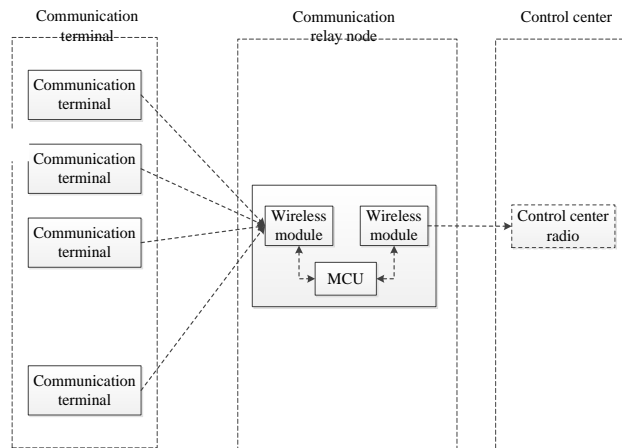 Communication
terminal
Communication
relay node
Control center
Communication
terminal
Communication
terminal
Communication
terminal
Communication
terminal
Wireless
module
Wireless
module
MCU
Control center
radio